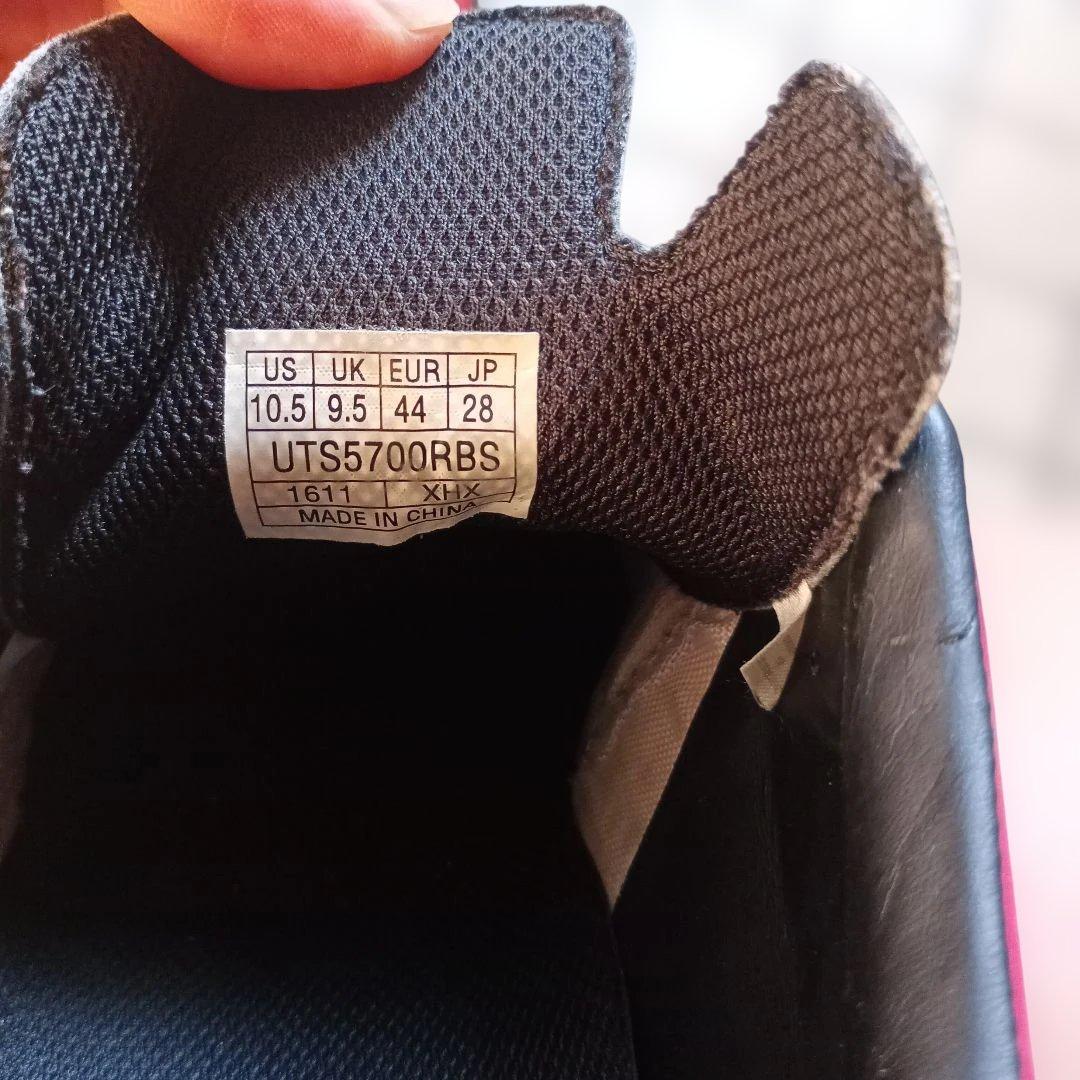 US UK EUR JP
10.5 9.5 44 28
UTS5700RBS
1611 XHX
MADE IN CHINA